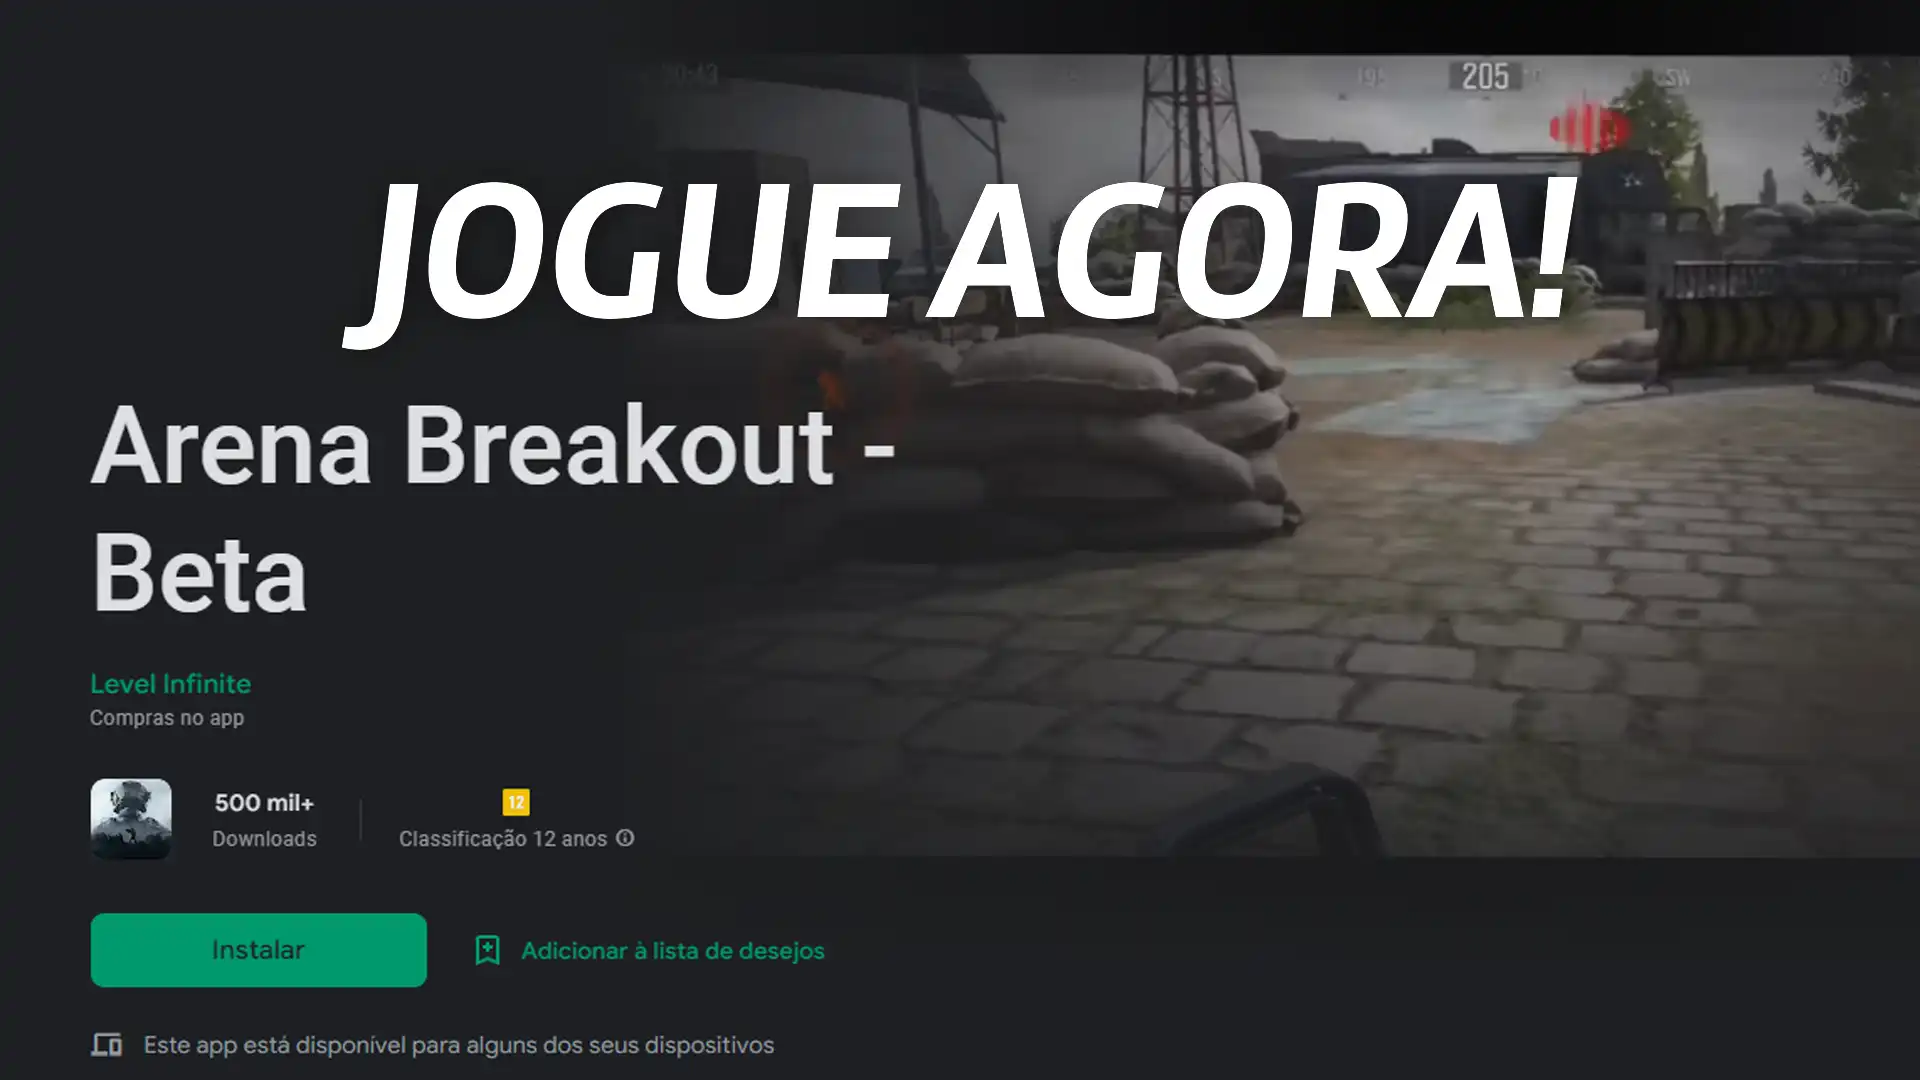 205
JOGUE AGORA!
Arena Breakout -
Beta
Level Infinite
Compras no app
500 mil+
Downloads
12
Classificação 12 anos
Instalar
Adicionar à lista de desejos
Este app está disponível para alguns dos seus dispositivos